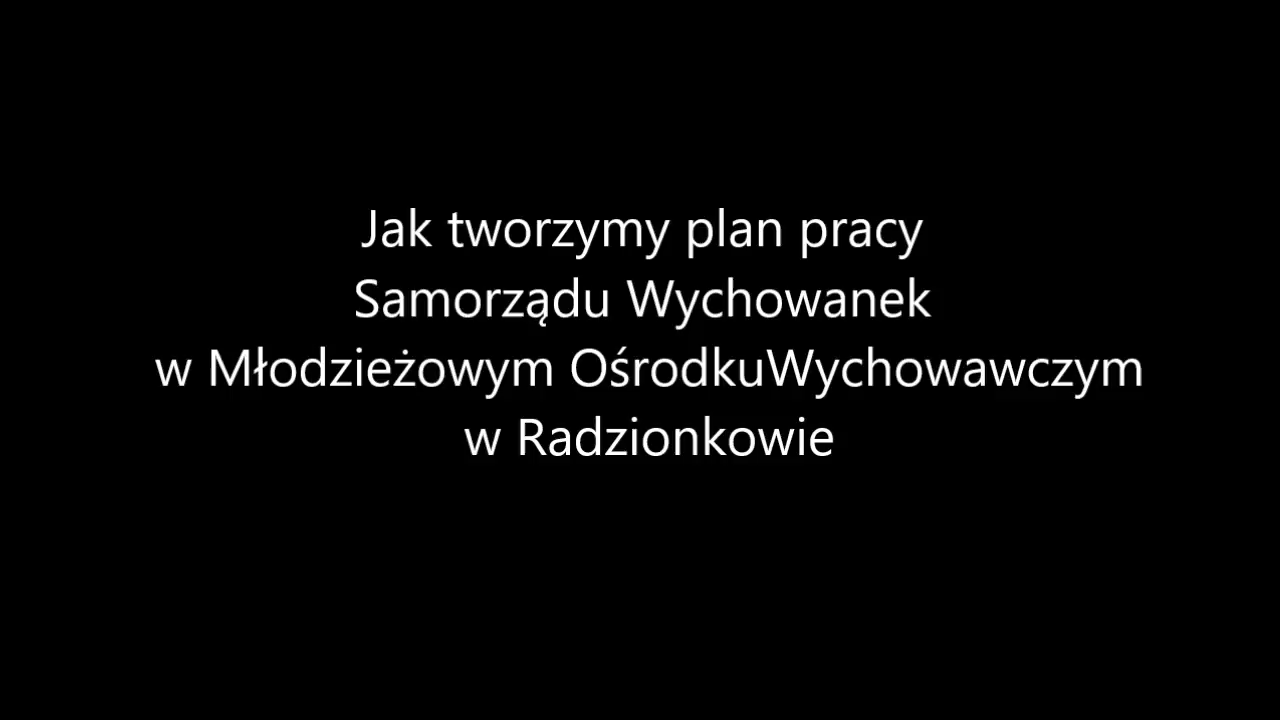 Jak tworzymy plan pracy
Samorządu Wychowanek
w Młodzieżowym OśrodkuWychowawczym
w Radzionkowie